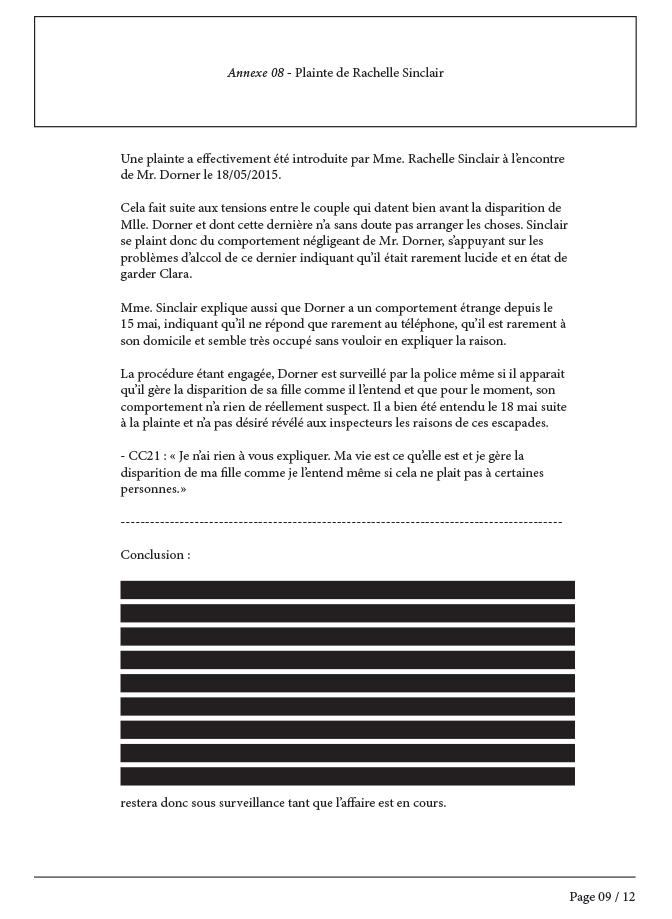 Annexe 08 - Plainte de Rachelle Sinclair
Une plainte a effectivement été introduite par Mme. Rachelle Sinclair à l'encontre
de Mr. Dorner le 18/05/2015.
Cela fait suite aux tensions entre le couple qui datent bien avant la disparition de
Mlle. Dorner et dont cette dernière n'a sans doute pas arranger les choses. Sinclair
se plaint donc du comportement négligeant de Mr. Dorner, s'appuyant sur les
problèmes d'alccol de ce dernier indiquant qu'il était rarement lucide et en état de
garder Clara.
Mme. Sinclair explique aussi que Dorner a un comportement étrange depuis le
15 mai, indiquant qu'il ne répond que rarement au téléphone, qu'il est rarement à
son domicile et semble très occupé sans vouloir en expliquer la raison.
La procédure étant engagée, Dorner est surveillé par la police même si il apparait
qu'il gère la disparition de sa fille comme il l'entend et que pour le moment, son
comportement n'a rien de réellement suspect. Il a bien été entendu le 18 mai suite
à la plainte et n'a pas désiré révélé aux inspecteurs les raisons de ces escapades.
- CC21 : « Je n'ai rien à vous expliquer. Ma vie est ce qu'elle est et je gère la
disparition de ma fille comme je l'entend même si cela ne plait pas à certaines
personnes.»
------------------------------------------------------------------------------------------
Conclusion :
restera donc sous surveillance tant que l'affaire est en cours.
Page 09 / 12